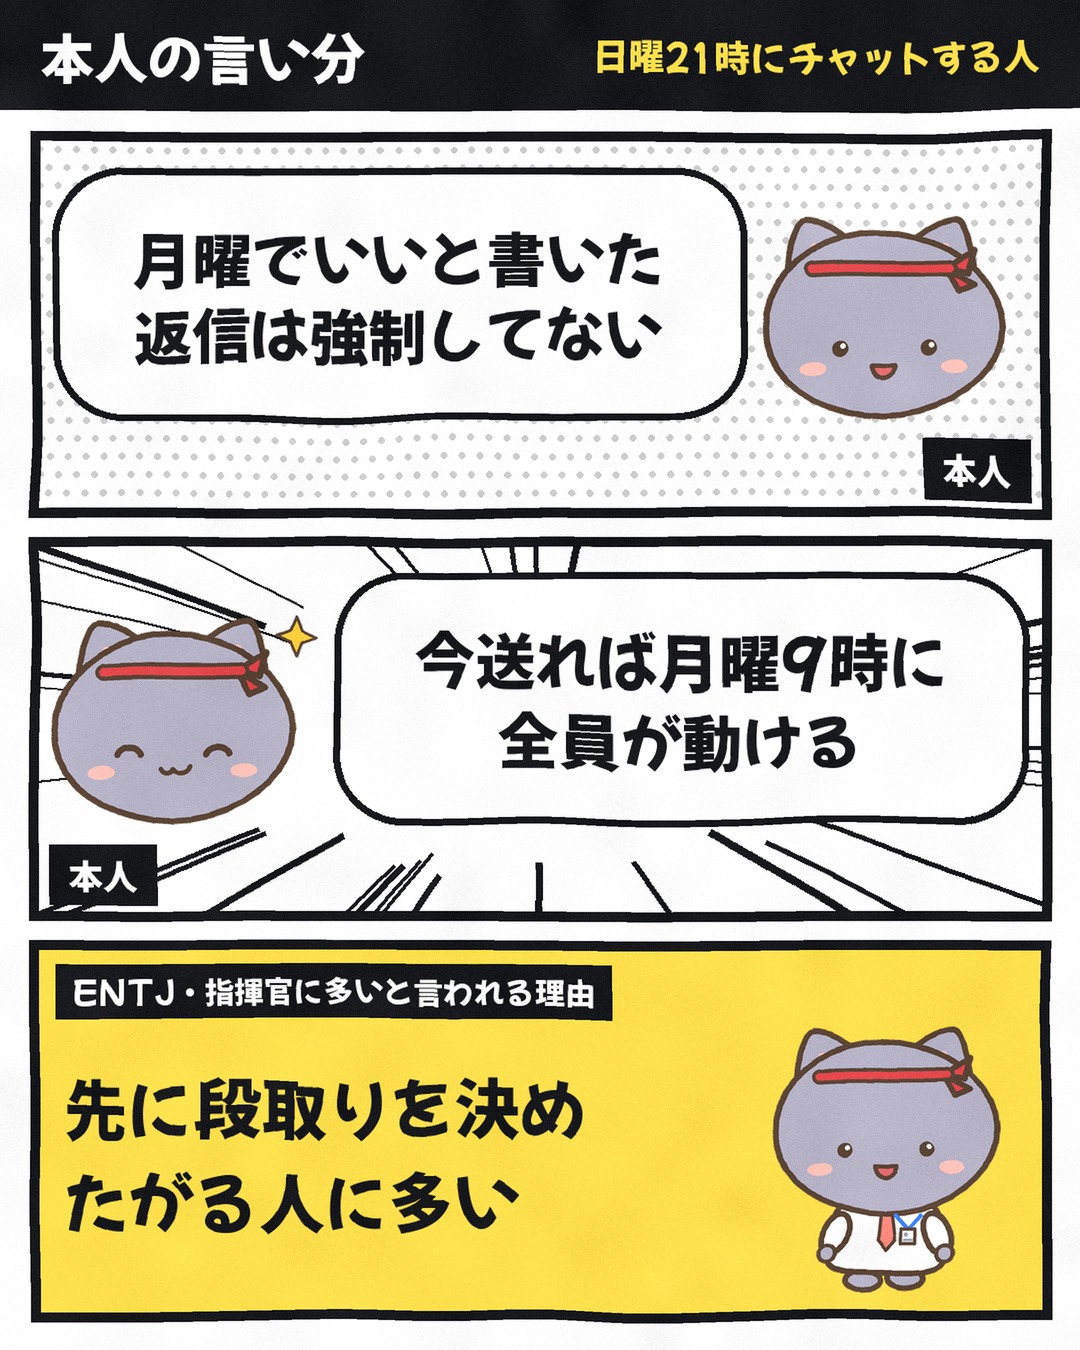 本人の言い分
日曜21時にチャットする人
月曜でいいと書いた
返信は強制してない
本人
今送れば月曜9時に
全員が動ける
本人
ENTJ・指揮官に多いと言われる理由
先に段取りを決め
たがる人に多い